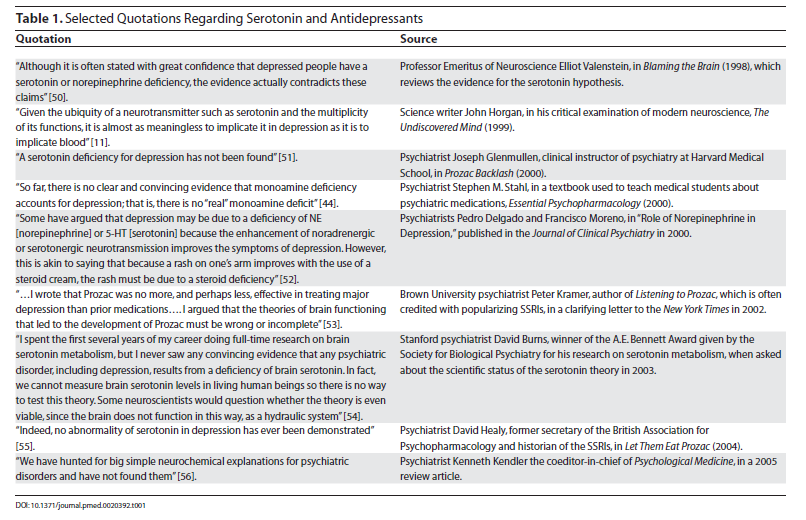 Table 1. Selected Quotations Regarding Serotonin and Antidepressants
Quotation Source
“Although it is often stated with great confidence that depressed people have a
serotonin or norepinephrine deficiency, the evidence actually contradicts these
claims” [50].
Professor Emeritus of Neuroscience Elliot Valenstein, in Blaming the Brain (1998), which
reviews the evidence for the serotonin hypothesis.
“Given the ubiquity of a neurotransmitter such as serotonin and the multiplicity
of its functions, it is almost as meaningless to implicate it in depression as it is to
implicate blood” [11].
Science writer John Horgan, in his critical examination of modern neuroscience, The
Undiscovered Mind (1999).
“A serotonin deficiency for depression has not been found” [51].
Psychiatrist Joseph Glenmullen, clinical instructor of psychiatry at Harvard Medical
School, in Prozac Backlash (2000).
“So far, there is no clear and convincing evidence that monoamine deficiency
accounts for depression; that is, there is no “real” monoamine deficit” [44].
Psychiatrist Stephen M. Stahl, in a textbook used to teach medical students about
psychiatric medications, Essential Psychopharmacology (2000).
“Some have argued that depression may be due to a deficiency of NE
[norepinephrine] or 5-HT [serotonin] because the enhancement of noradrenergic
or serotonergic neurotransmission improves the symptoms of depression. However,
this is akin to saying that because a rash on one’s arm improves with the use of a
steroid cream, the rash must be due to a steroid deficiency” [52].
Psychiatrists Pedro Delgado and Francisco Moreno, in “Role of Norepinephrine in
Depression,” published in the Journal of Clinical Psychiatry in 2000.
“…I wrote that Prozac was no more, and perhaps less, effective in treating major
depression than prior medications.… I argued that the theories of brain functioning
that led to the development of Prozac must be wrong or incomplete” [53].
Brown University psychiatrist Peter Kramer, author of Listening to Prozac, which is often
credited with popularizing SSRIs, in a clarifying letter to the New York Times in 2002.
“I spent the first several years of my career doing full-time research on brain
serotonin metabolism, but I never saw any convincing evidence that any psychiatric
disorder, including depression, results from a deficiency of brain serotonin. In fact,
we cannot measure brain serotonin levels in living human beings so there is no way
to test this theory. Some neuroscientists would question whether the theory is even
viable, since the brain does not function in this way, as a hydraulic system” [54].
Stanford psychiatrist David Burns, winner of the A.E. Bennett Award given by the
Society for Biological Psychiatry for his research on serotonin metabolism, when asked
about the scientific status of the serotonin theory in 2003.
“Indeed, no abnormality of serotonin in depression has ever been demonstrated”
[55].
Psychiatrist David Healy, former secretary of the British Association for
Psychopharmacology and historian of the SSRIs, in Let Them Eat Prozac (2004).
“We have hunted for big simple neurochemical explanations for psychiatric
disorders and have not found them” [56].
Psychiatrist Kenneth Kendler the coeditor-in-chief of Psychological Medicine, in a 2005
review article.
DOI: 10.1371/journal.pmed.0020392.t001